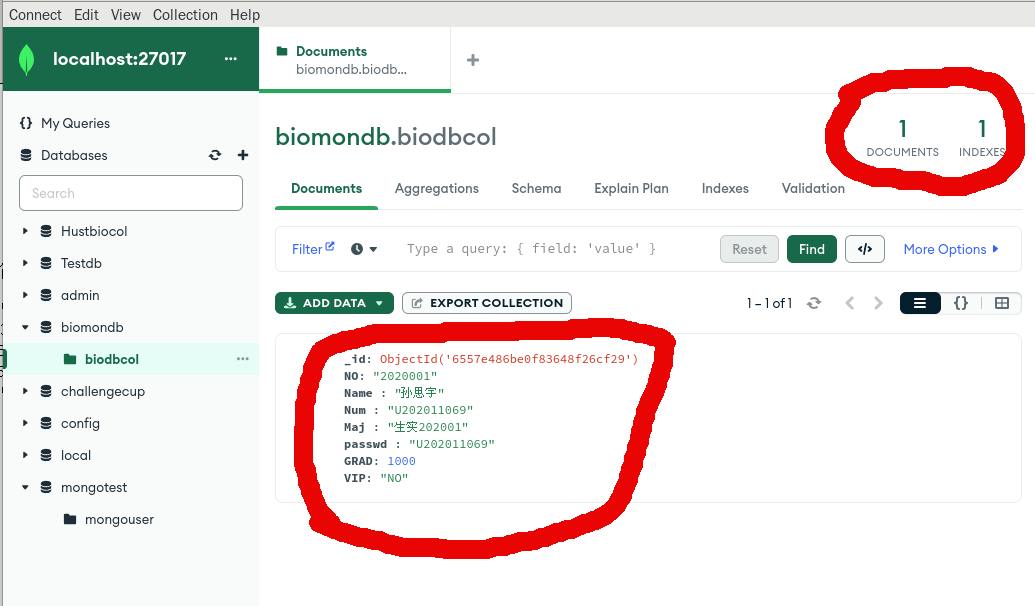 Connect Edit View Collection Help
localhost:27017 ...
Documents
biomondb.biodb...
My Queries
Databases
Search
Hustbiocol
Testdb
admin
biomondb
biodbcol
challengecup
config
local
mongotest
mongouser
biomondb.biodbcol
1 DOCUMENTS
1 INDEXES
Documents Aggregations Schema Explain Plan Indexes Validation
Filter Type a query: { field: 'value' } Reset Find </> More Options
ADD DATA EXPORT COLLECTION 1 – 1 of 1 {}
_id: ObjectId('6557e486be0f83648f26cf29')
NO: "2020001"
Name : "孙思字"
Num : "U202011069"
Maj : "生实202001"
passwd : "U202011069"
GRAD: 1000
VIP: "NO"